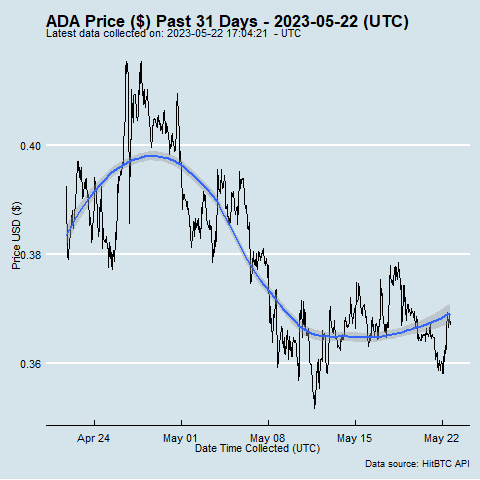 ADA Price ($) Past 31 Days - 2023-05-22 (UTC)
Latest data collected on: 2023-05-22 17:04:21 - UTC
Price USD ($)
0.40
0.38
0.36
Apr 24 May 01 May 08 May 15 May 22
Date Time Collected (UTC)
Data source: HitBTC API